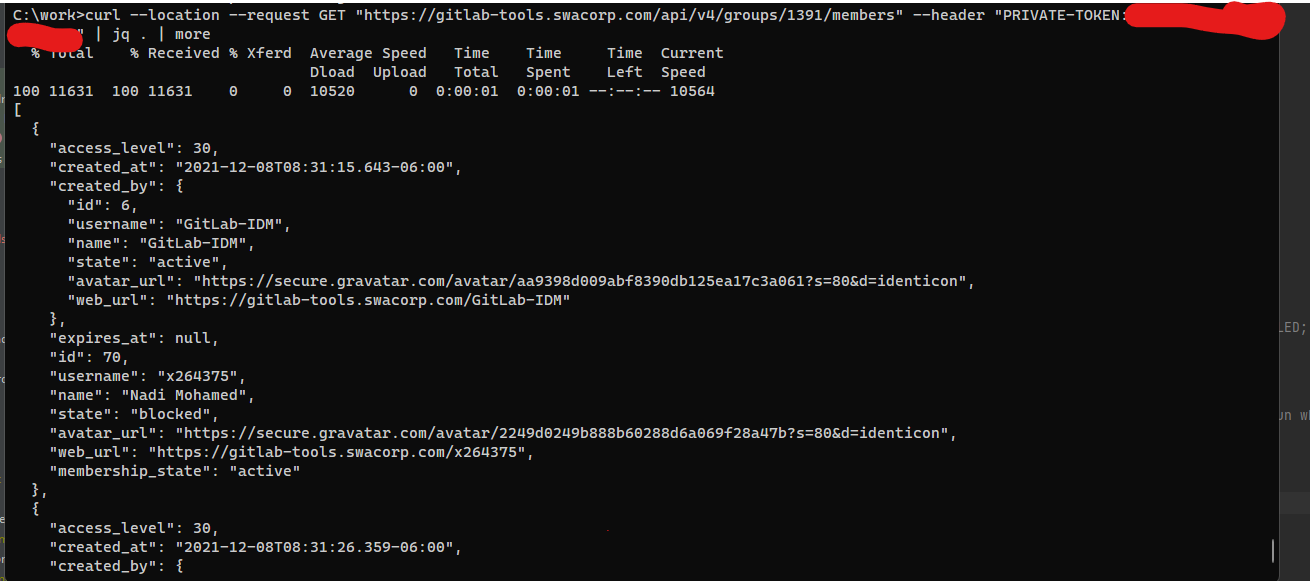 C:\work>curl --location --request GET "https://gitlab-tools.swacorp.com/api/v4/groups/1391/members" --header "PRIVATE-TOKEN:
" | jq . | more
  % Total    % Received % Xferd  Average Speed   Time    Time     Time  Current
                                 Dload  Upload   Total   Spent    Left  Speed
100 11631  100 11631    0     0  10520      0  0:00:01  0:00:01 --:--:-- 10564
[
  {
    "access_level": 30,
    "created_at": "2021-12-08T08:31:15.643-06:00",
    "created_by": {
      "id": 6,
      "username": "GitLab-IDM",
      "name": "GitLab-IDM",
      "state": "active",
      "avatar_url": "https://secure.gravatar.com/avatar/aa9398d009abf8390db125ea17c3a061?s=80&d=identicon",
      "web_url": "https://gitlab-tools.swacorp.com/GitLab-IDM"
    },
    "expires_at": null,
    "id": 70,
    "username": "x264375",
    "name": "Nadi Mohamed",
    "state": "blocked",
    "avatar_url": "https://secure.gravatar.com/avatar/2249d0249b888b60288d6a069f28a47b?s=80&d=identicon",
    "web_url": "https://gitlab-tools.swacorp.com/x264375",
    "membership_state": "active"
  },
  {
    "access_level": 30,
    "created_at": "2021-12-08T08:31:26.359-06:00",
    "created_by": {
LED;